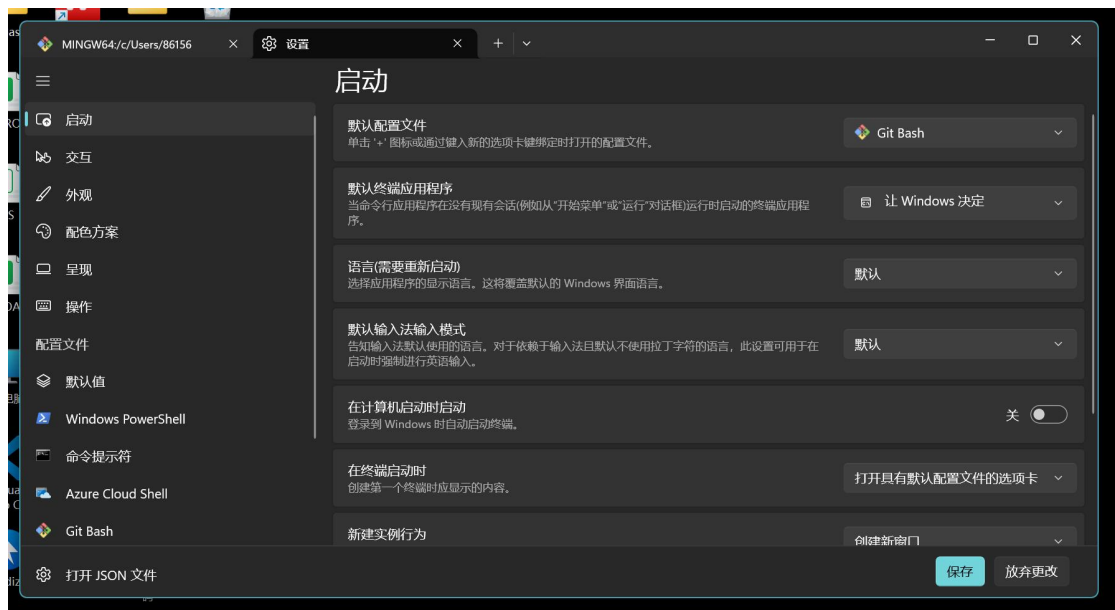 MINGW64:/c/Users/86156
设置
启动
启动
交互
外观
配色方案
呈现
操作
配置文件
默认值
Windows PowerShell
命令提示符
Azure Cloud Shell
Git Bash
打开 JSON 文件
默认配置文件
单击 '+' 图标或通过键入新的选项卡键绑定时打开的配置文件。
Git Bash
默认终端应用程序
当命令行应用程序在没有现有会话(例如从"开始菜单"或"运行"对话框)运行时启动的终端应用程
序。
让 Windows 决定
语言(需要重新启动)
选择应用程序的显示语言。这将覆盖默认的 Windows 界面语言。
默认
默认输入法输入模式
告知输入法默认使用的语言。对于依赖于输入法且默认不使用拉丁字符的语言，此设置可用于在
启动时强制进行英语输入。
默认
在计算机启动时启动
登录到 Windows 时自动启动终端。
关
在终端启动时
创建第一个终端时应显示的内容。
打开具有默认配置文件的选项卡
新建实例行为
创建新窗口
保存
放弃更改